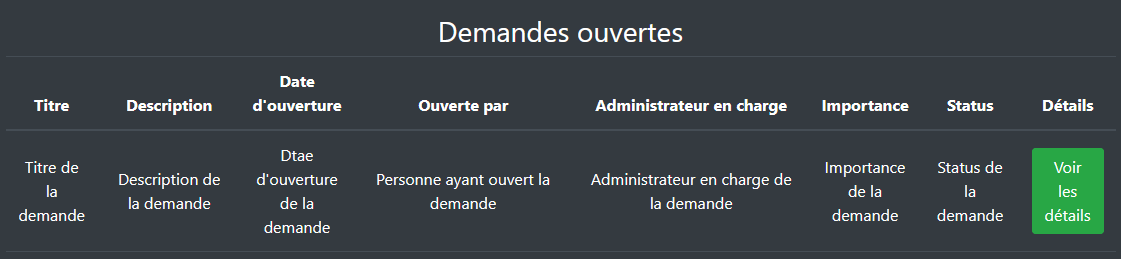 Demandes ouvertes
Titre
Description
Date
d'ouverture
Ouverte par
Administrateur en charge
Importance
Status
Détails
Titre de
la
demande
Description de
la demande
Dtae
d'ouverture
de la
demande
Personne ayant ouvert la
demande
Administrateur en charge de
la demande
Importance
de la
demande
Status de
la
demande
Voir
les
détails